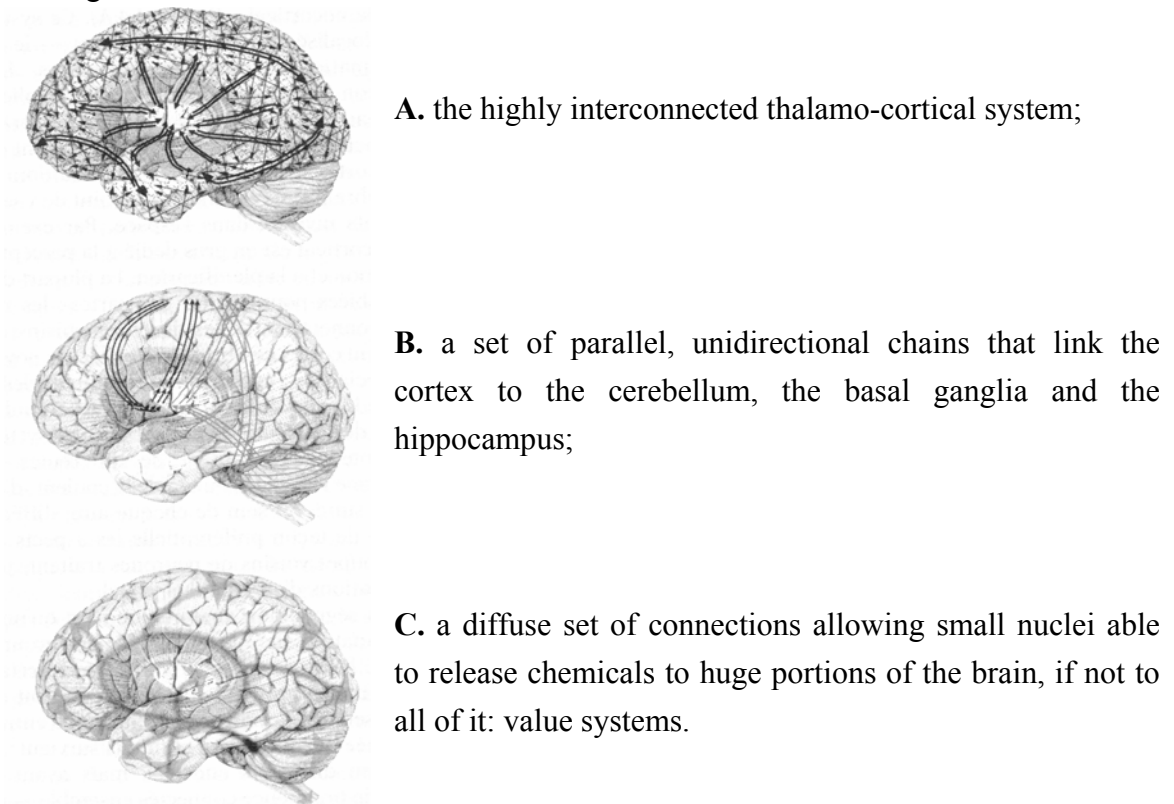 A. the highly interconnected thalamo-cortical system;
B. a set of parallel, unidirectional chains that link the
cortex to the cerebellum, the basal ganglia and the
hippocampus;
C. a diffuse set of connections allowing small nuclei able
to release chemicals to huge portions of the brain, if not to
all of it: value systems.